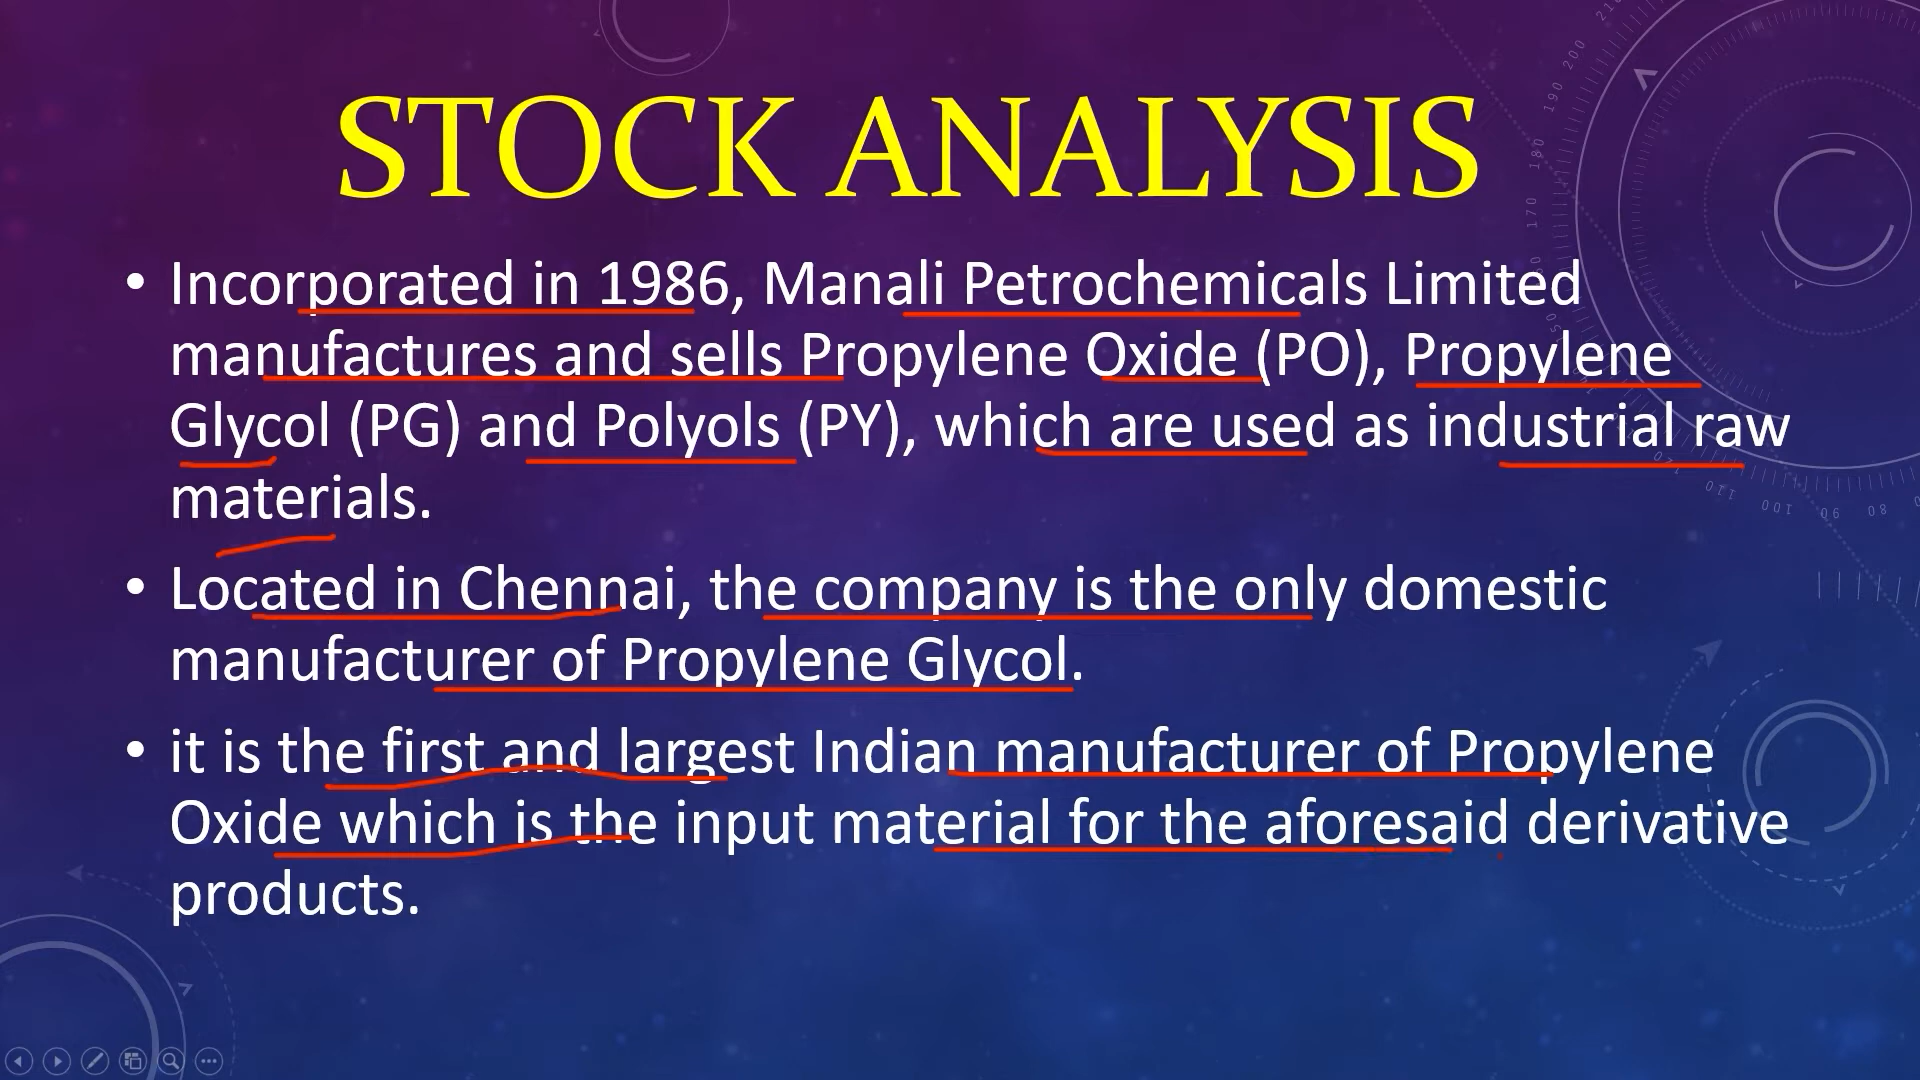 STOCK ANALYSIS
• Incorporated in 1986, Manali Petrochemicals Limited
manufactures and sells Propylene Oxide (PO), Propylene
Glycol (PG) and Polyols (PY), which are used as industrial raw
materials.
• Located in Chennai, the company is the only domestic
manufacturer of Propylene Glycol.
• it is the first and largest Indian manufacturer of Propylene
Oxide which is the input material for the aforesaid derivative
products.